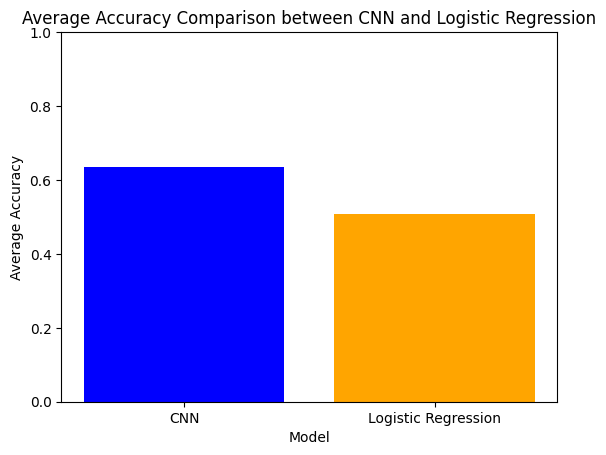 Average Accuracy Comparison between CNN and Logistic Regression
1.0
0.8
0.6
0.4
0.2
0.0
Average Accuracy
CNN
Logistic Regression
Model